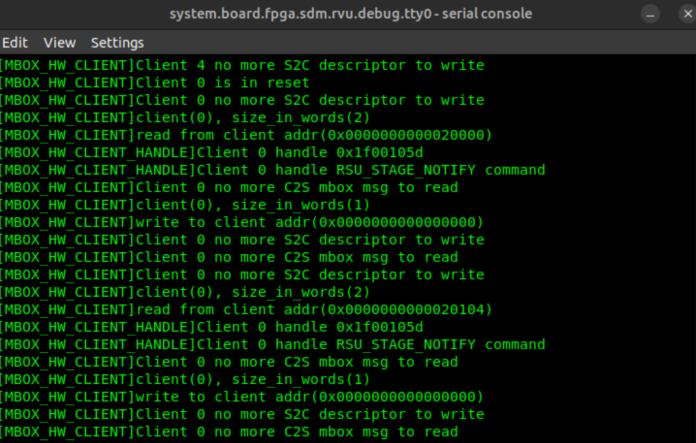 system.board.fpga.sdm.rvu.debug.tty0 - serial console
Edit View Settings
[MBOX_HW_CLIENT]Client 4 no more S2C descriptor to write
[MBOX_HW_CLIENT]Client 0 is in reset
[MBOX_HW_CLIENT]Client 0 no more S2C descriptor to write
[MBOX_HW_CLIENT]client(0), size_in_words(2)
[MBOX_HW_CLIENT]read from client addr(0x0000000000020000)
[MBOX_HW_CLIENT_HANDLE]Client 0 handle 0x1f00105d
[MBOX_HW_CLIENT_HANDLE]Client 0 handle RSU_STAGE_NOTIFY command
[MBOX_HW_CLIENT]Client 0 no more C2S mbox msg to read
[MBOX_HW_CLIENT]client(0), size_in_words(1)
[MBOX_HW_CLIENT]write to client addr(0x0000000000000000)
[MBOX_HW_CLIENT]Client 0 no more S2C descriptor to write
[MBOX_HW_CLIENT]Client 0 no more C2S mbox msg to read
[MBOX_HW_CLIENT]Client 0 no more S2C descriptor to write
[MBOX_HW_CLIENT]client(0), size_in_words(2)
[MBOX_HW_CLIENT]read from client addr(0x0000000000020104)
[MBOX_HW_CLIENT_HANDLE]Client 0 handle 0x1f00105d
[MBOX_HW_CLIENT_HANDLE]Client 0 handle RSU_STAGE_NOTIFY command
[MBOX_HW_CLIENT]Client 0 no more C2S mbox msg to read
[MBOX_HW_CLIENT]client(0), size_in_words(1)
[MBOX_HW_CLIENT]write to client addr(0x0000000000000000)
[MBOX_HW_CLIENT]Client 0 no more S2C descriptor to write
[MBOX_HW_CLIENT]Client 0 no more C2S mbox msg to read